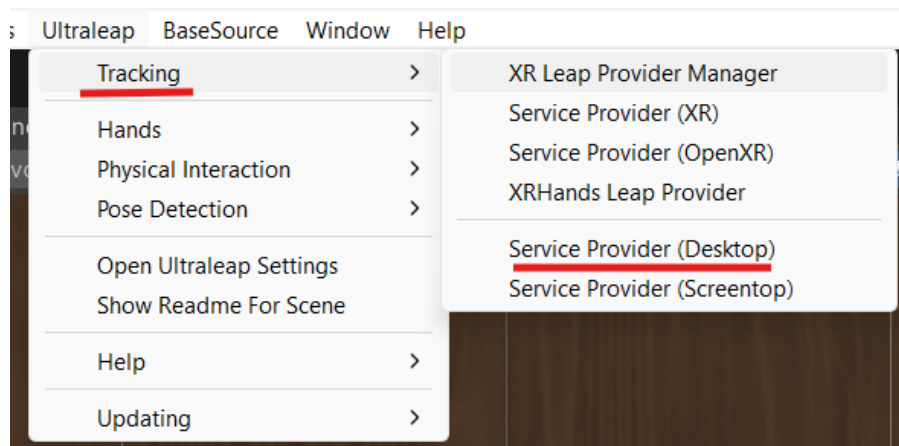 Ultraleap BaseSource Window Help
Tracking
Hands
Physical Interaction
Pose Detection
Open Ultraleap Settings
Show Readme For Scene
Help
Updating
XR Leap Provider Manager
Service Provider (XR)
Service Provider (OpenXR)
XRHands Leap Provider
Service Provider (Desktop)
Service Provider (Screentop)